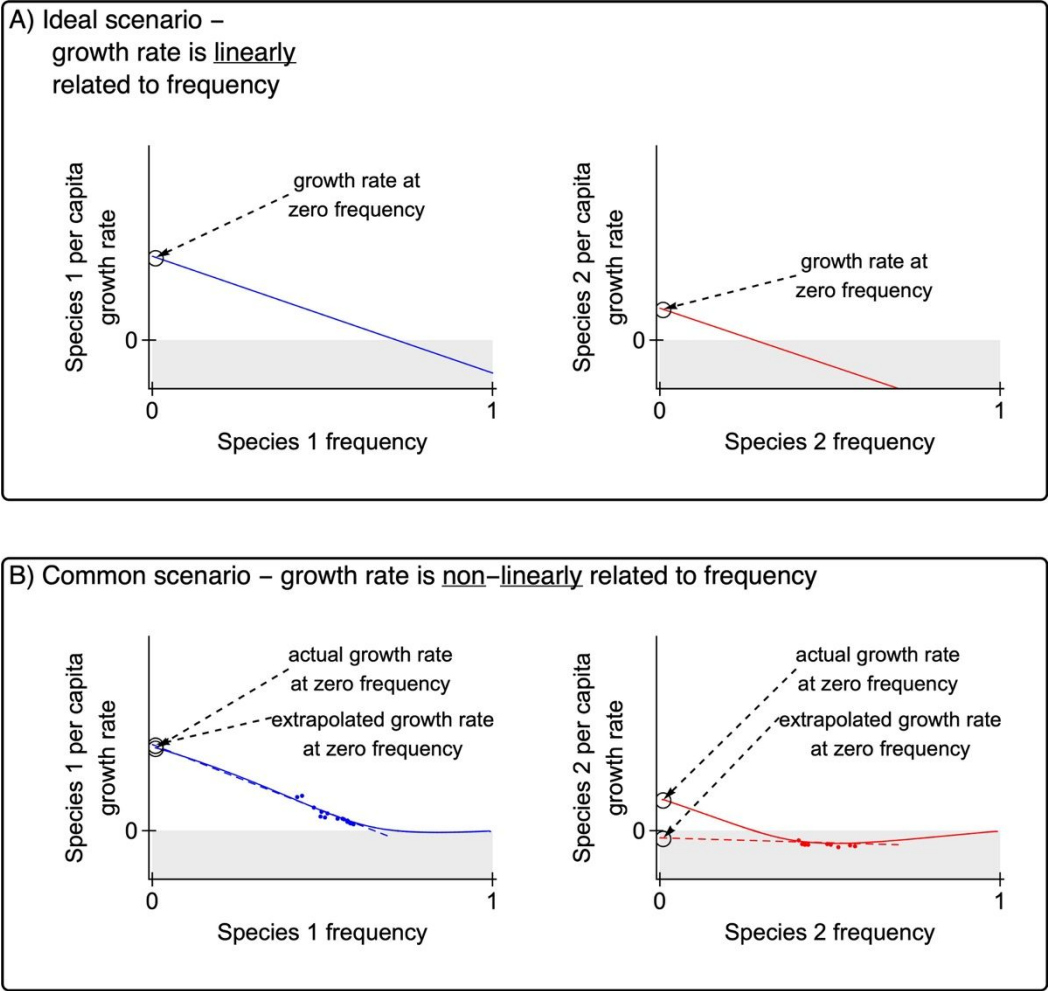 A) Ideal scenario –
growth rate is linearly
related to frequency
Species 1 per capita
growth rate
growth rate at
zero frequency
0
0
1
Species 1 frequency
Species 2 per capita
growth rate
growth rate at
zero frequency
0
0
1
Species 2 frequency
B) Common scenario – growth rate is non–linearly related to frequency
Species 1 per capita
growth rate
actual growth rate
at zero frequency
extrapolated growth rate
at zero frequency
0
0
1
Species 1 frequency
Species 2 per capita
growth rate
actual growth rate
at zero frequency
extrapolated growth rate
at zero frequency
0
0
1
Species 2 frequency